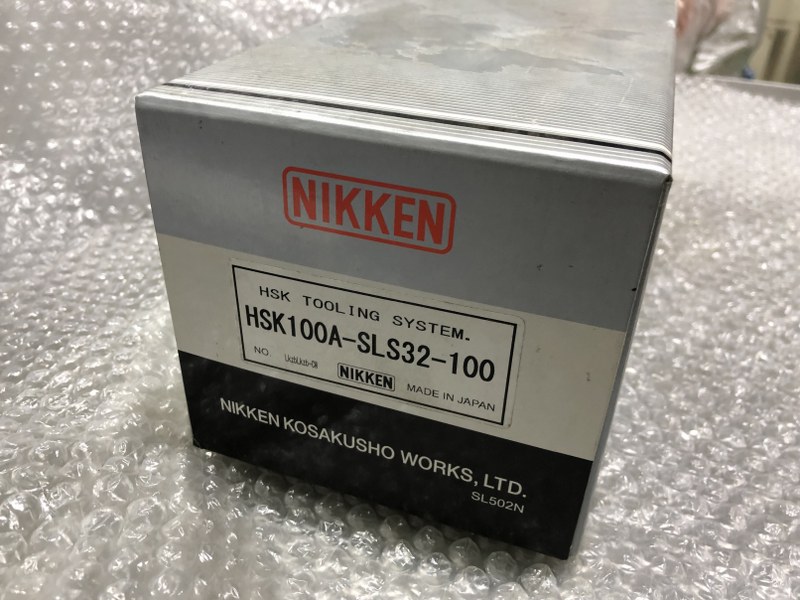 NIKKEN
HSK TOOLING SYSTEM.
HSK100A-SLS32-100
NO.
NIKKEN
MADE IN JAPAN
NIKKEN KOSAKUSHO WORKS, LTD.
SL502N